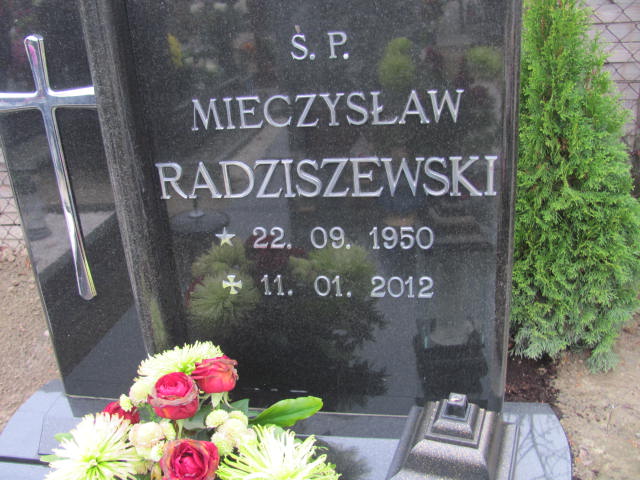 Ś. P.
MIECZYSŁAW
RADZISZEWSKI
★ 22. 09. 1950
✠ 11. 01. 2012